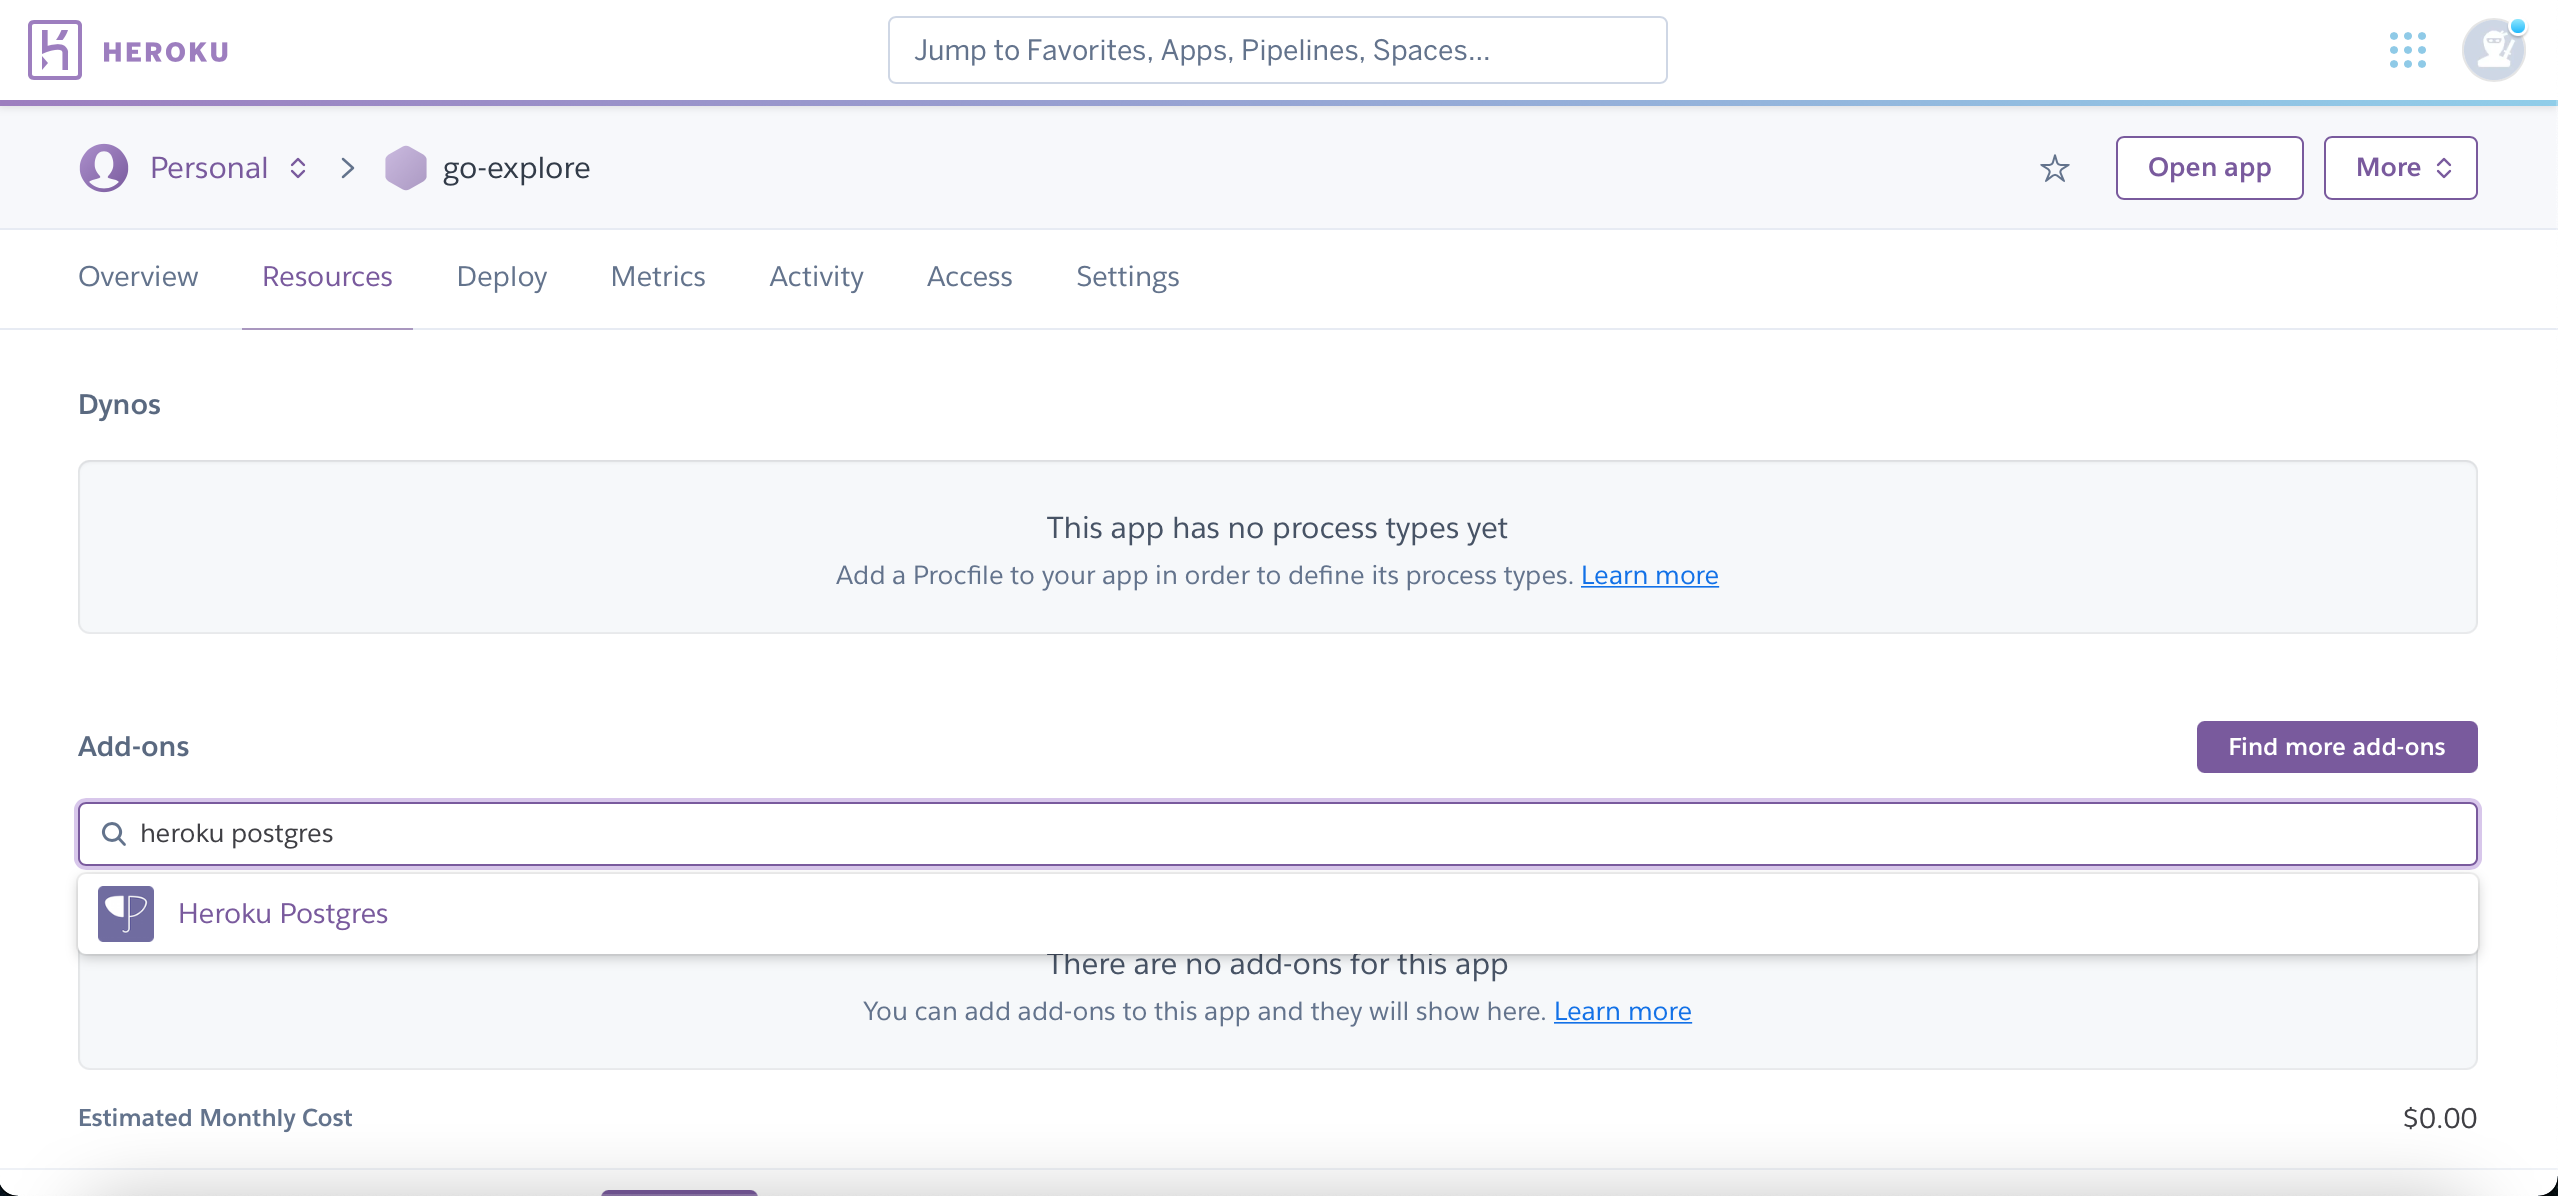 HEROKU
Jump to Favorites, Apps, Pipelines, Spaces...
Personal
go-explore
Open app
More
Overview
Resources
Deploy
Metrics
Activity
Access
Settings
Dynos
This app has no process types yet
Add a Procfile to your app in order to define its process types. Learn more
Add-ons
Find more add-ons
heroku postgres
Heroku Postgres
There are no add-ons for this app
You can add add-ons to this app and they will show here. Learn more
Estimated Monthly Cost
$0.00